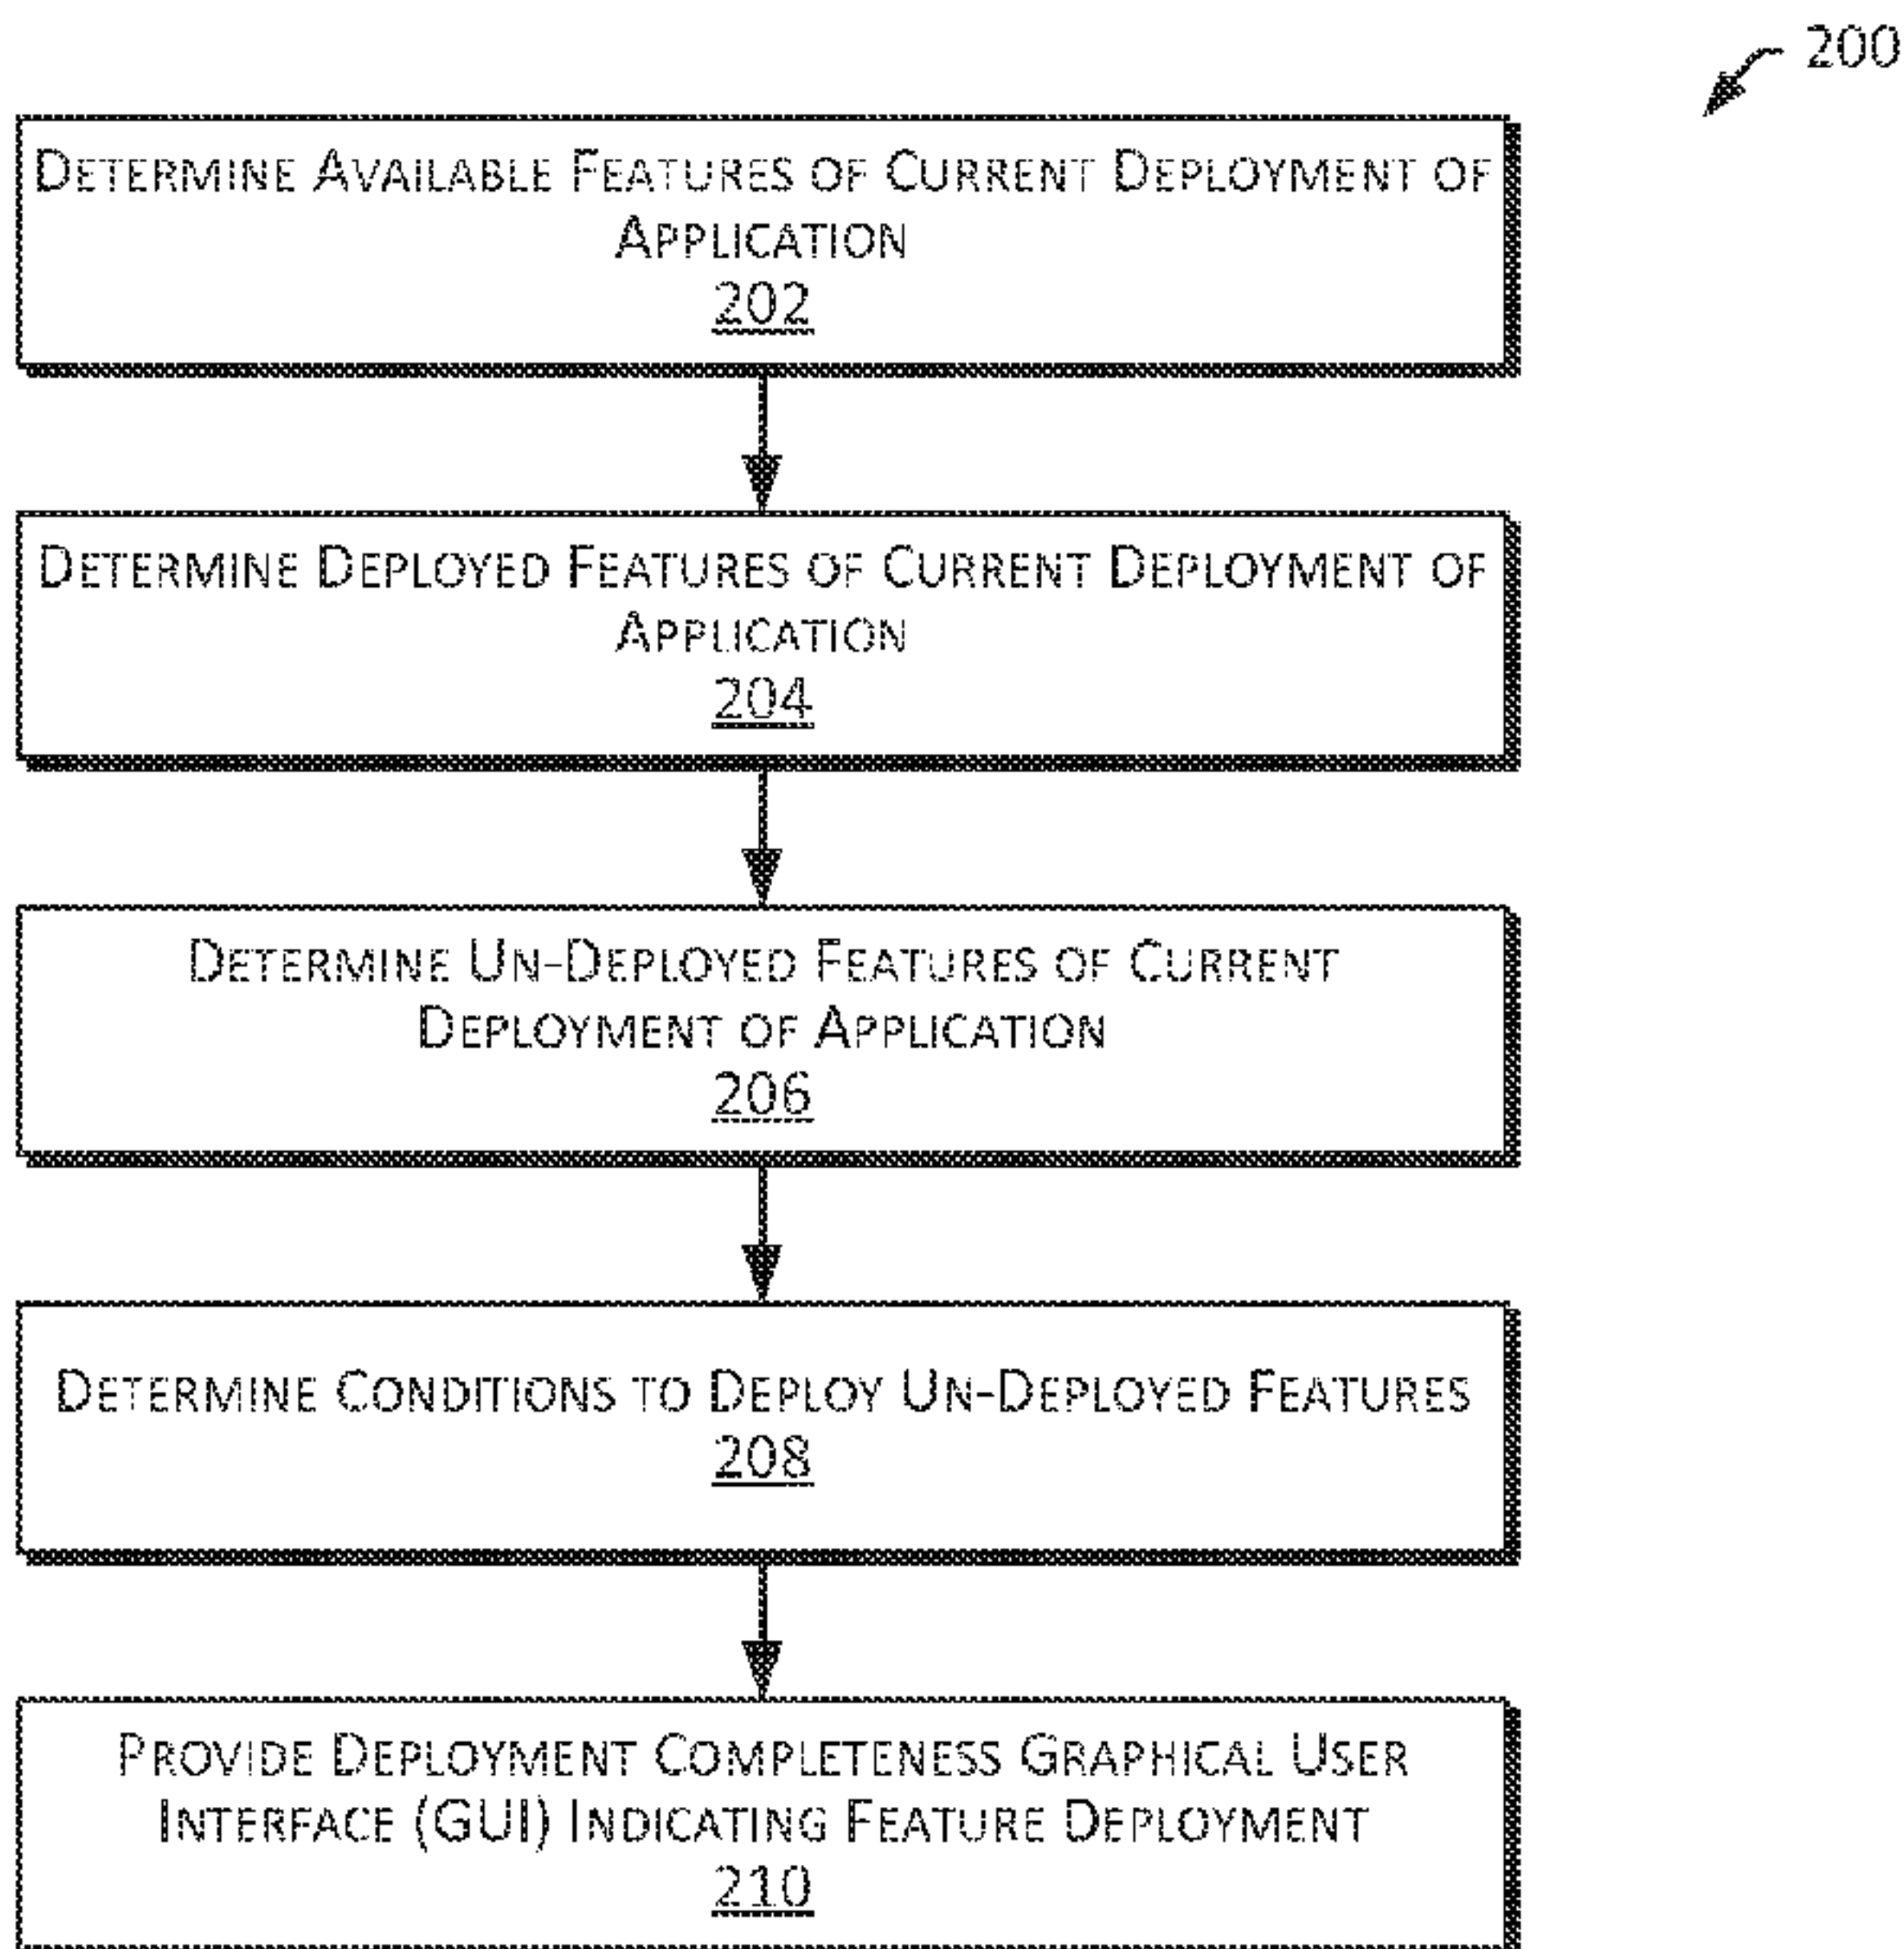 200
DETERMINE AVAILABLE FEATURES OF CURRENT DEPLOYMENT OF
APPLICATION
202
DETERMINE DEPLOYED FEATURES OF CURRENT DEPLOYMENT OF
APPLICATION
204
DETERMINE UN-DEPLOYED FEATURES OF CURRENT
DEPLOYMENT OF APPLICATION
206
DETERMINE CONDITIONS TO DEPLOY UN-DEPLOYED FEATURES
208
PROVIDE DEPLOYMENT COMPLETENESS GRAPHICAL USER
INTERFACE (GUI) INDICATING FEATURE DEPLOYMENT
210